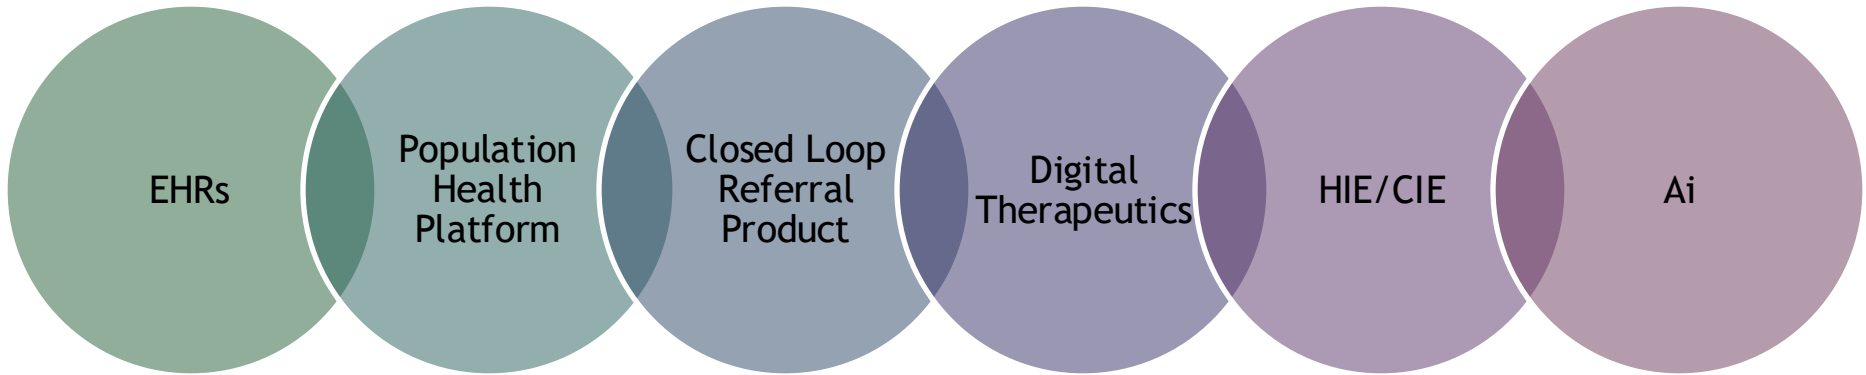 EHRs
Population
Health
Platform
Closed Loop
Referral
Product
Digital
Therapeutics
HIE/CIE
Ai